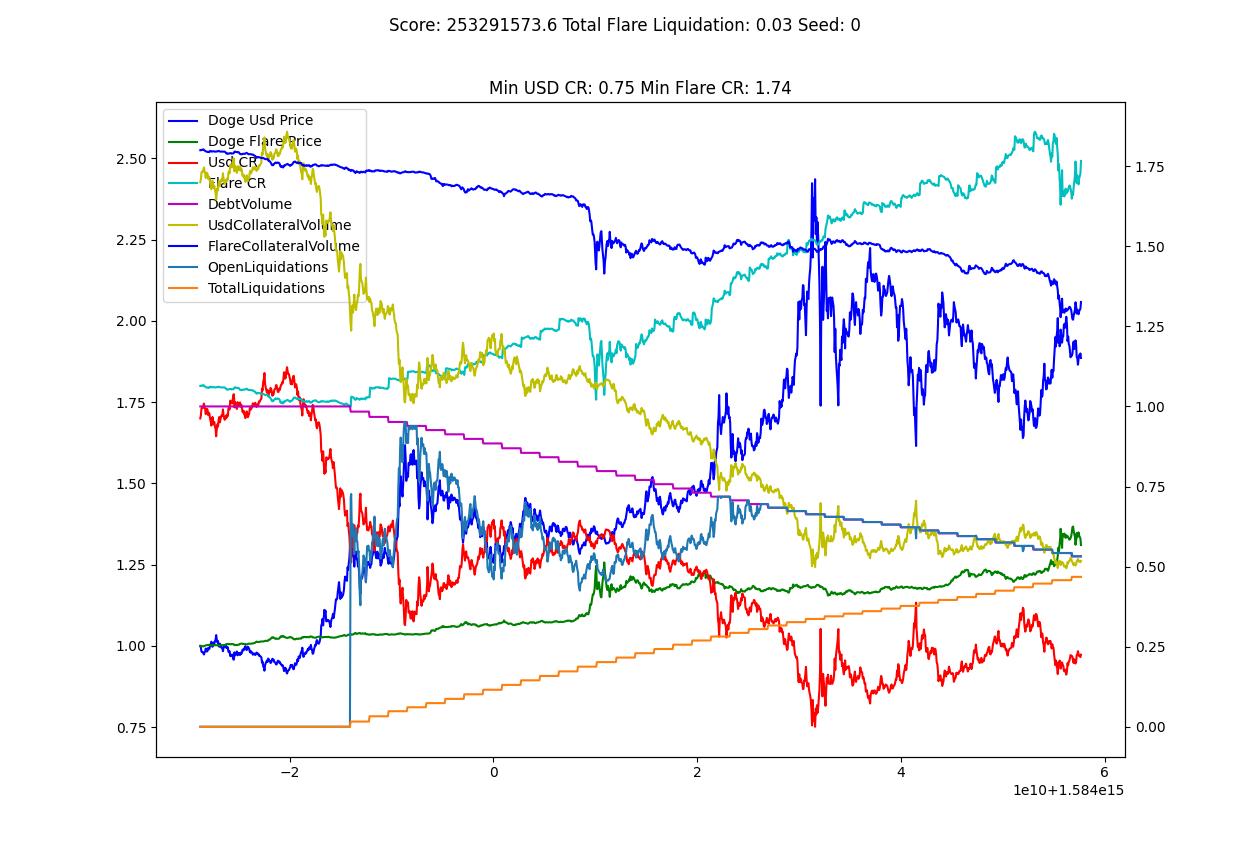 Score: 253291573.6 Total Flare Liquidation: 0.03 Seed: 0
Min USD CR: 0.75 Min Flare CR: 1.74
Doge Usd Price
Doge Flare Price
Usd CR
Flare CR
DebtVolume
UsdCollateralVolume
FlareCollateralVolume
OpenLiquidations
TotalLiquidations
2.50
2.25
2.00
1.75
1.50
1.25
1.00
0.75
1.75
1.50
1.25
1.00
0.75
0.50
0.25
0.00
−2 0 2 4 6
1e10+1.584e15